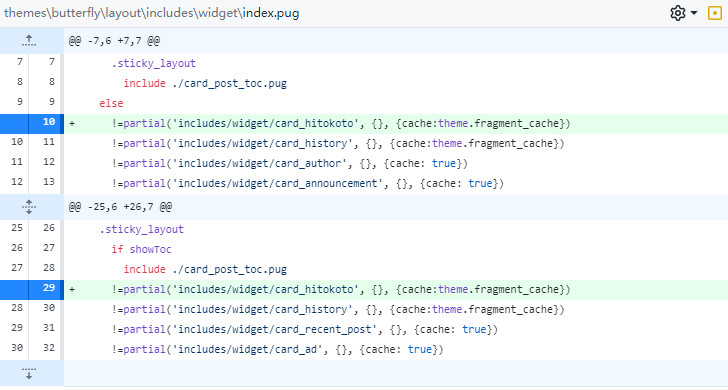 themes\butterfly\layout\includes\widget\index.pug
@@ -7,6 +7,7 @@
7 7 .sticky_layout
8 8 include ./card_post_toc.pug
9 9 else
10 + !=partial('includes/widget/card_hitokoto', {}, {cache:theme.fragment_cache})
10 11 !=partial('includes/widget/card_history', {}, {cache:theme.fragment_cache})
11 12 !=partial('includes/widget/card_author', {}, {cache: true})
12 13 !=partial('includes/widget/card_announcement', {}, {cache: true})
@@ -25,6 +26,7 @@
25 26 .sticky_layout
26 27 if showToc
27 28 include ./card_post_toc.pug
29 + !=partial('includes/widget/card_hitokoto', {}, {cache:theme.fragment_cache})
28 30 !=partial('includes/widget/card_history', {}, {cache:theme.fragment_cache})
29 31 !=partial('includes/widget/card_recent_post', {}, {cache: true})
30 32 !=partial('includes/widget/card_ad', {}, {cache: true})